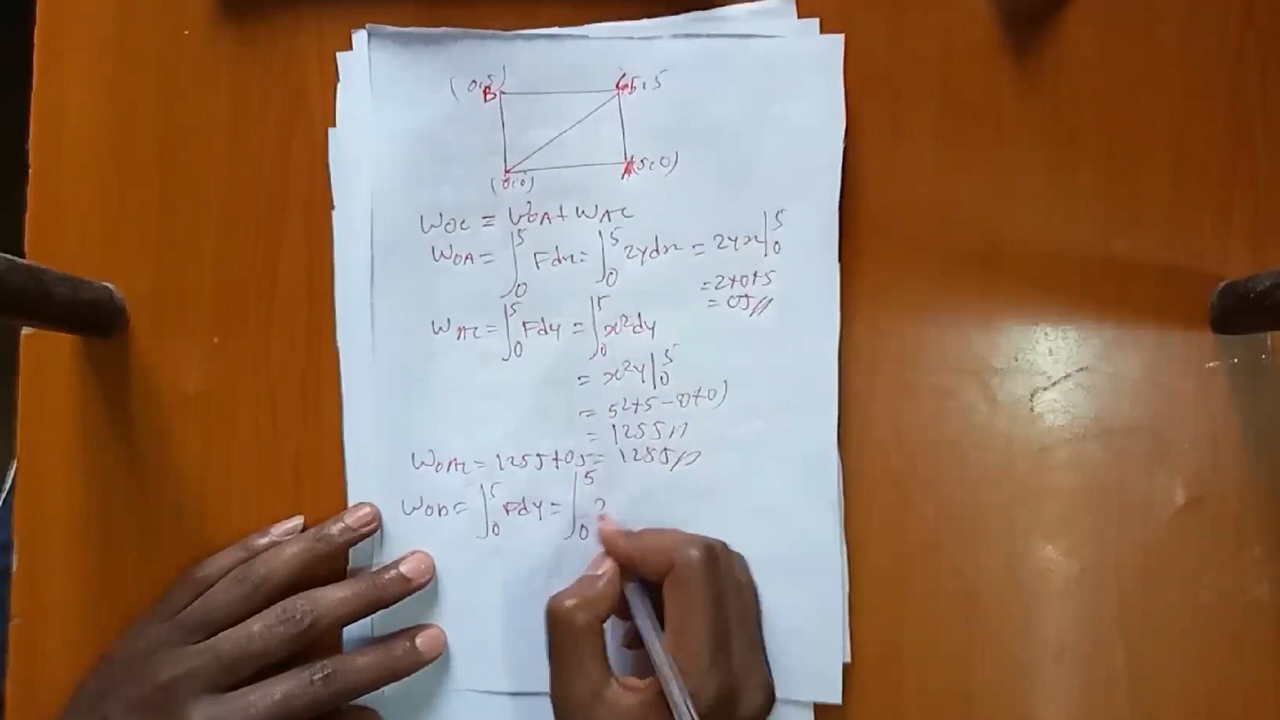 (0,5) B C 5,5
(0,0) A (5,0)
WOC = WOA + WAC
WOA = ∫₀⁵ Fdx = ∫₀⁵ 2ydx = 2yx|₀⁵
= 2×0×5
= 0J//
WAC = ∫₀⁵ Fdy = ∫₀⁵ x²dy
= x²y|₀⁵
= 5²×5 - 0×0)
= 125J//
WOAC = 125J + 0J = 125J//
WOB = ∫₀⁵ Fdy = ∫₀⁵